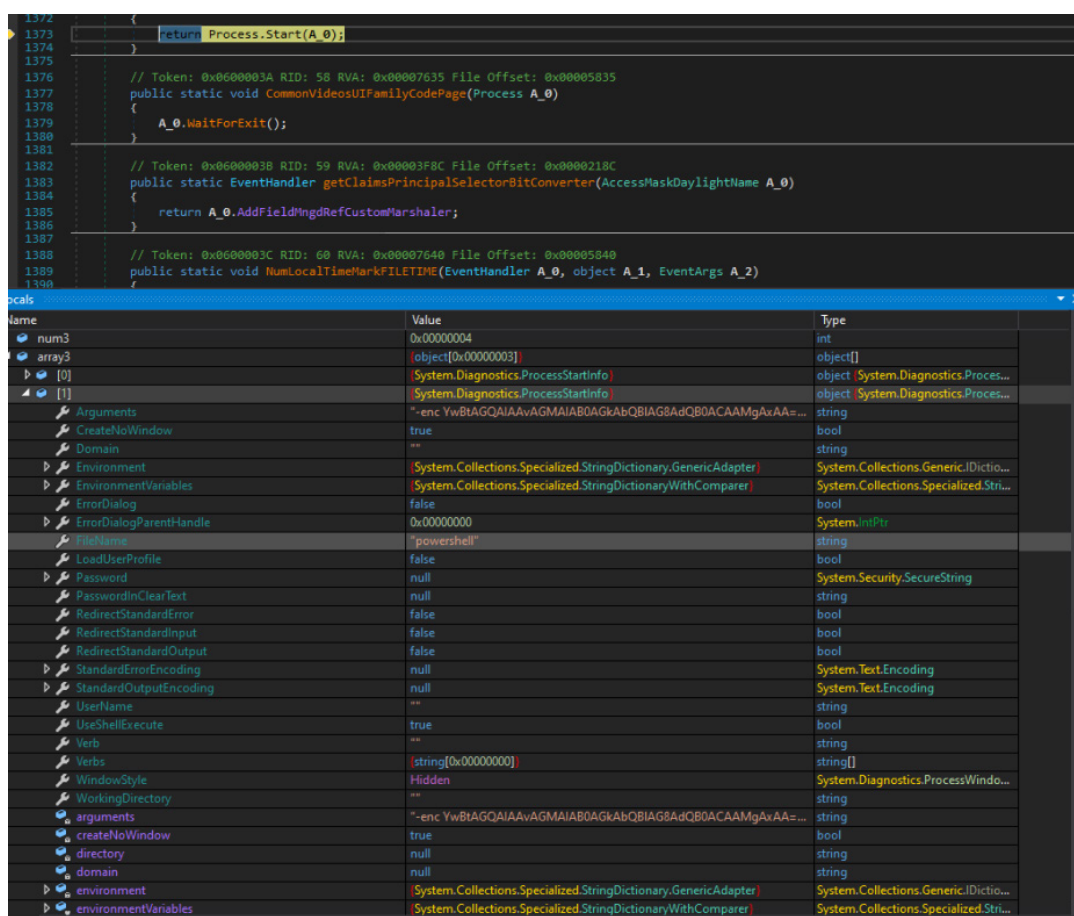 1372 {
1373 return Process.Start(A_0);
1374 }
1375
1376 // Token: 0x0600003A RID: 58 RVA: 0x00007635 File Offset: 0x00005835
1377 public static void CommonVideosUIFamilyCodePage(Process A_0)
1378 {
1379 A_0.WaitForExit();
1380 }
1381
1382 // Token: 0x0600003B RID: 59 RVA: 0x00003F8C File Offset: 0x0000218C
1383 public static EventHandler getClaimsPrincipalSelectorBitConverter(AccessMaskDaylightName A_0)
1384 {
1385 return A_0.AddFieldMngdRefCustomMarshaler;
1386 }
1387
1388 // Token: 0x0600003C RID: 60 RVA: 0x00007640 File Offset: 0x00005840
1389 public static void NumLocalTimeMarkFILETIME(EventHandler A_0, object A_1, EventArgs A_2)
1390 {
ocals
Name Value Type
num3 0x00000004 int
array3 {object[0x00000003]} object[]
[0] {System.Diagnostics.ProcessStartInfo} object {System.Diagnostics.Proces...
[1] {System.Diagnostics.ProcessStartInfo} object {System.Diagnostics.Proces...
Arguments "-enc YwBtAGQAIAAvAGMAIAB0AGkAbQBlAG8AdQB0ACAAMgAxAA=... string
CreateNoWindow true bool
Domain "" string
Environment {System.Collections.Specialized.StringDictionary.GenericAdapter} System.Collections.Generic.IDictio...
EnvironmentVariables {System.Collections.Specialized.StringDictionaryWithComparer} System.Collections.Specialized.Stri...
ErrorDialog false bool
ErrorDialogParentHandle 0x00000000 System.IntPtr
FileName "powershell" string
LoadUserProfile false bool
Password null System.Security.SecureString
PasswordInClearText null string
RedirectStandardError false bool
RedirectStandardInput false bool
RedirectStandardOutput false bool
StandardErrorEncoding null System.Text.Encoding
StandardOutputEncoding null System.Text.Encoding
UserName "" string
UseShellExecute true bool
Verb "" string
Verbs {string[0x00000000]} string[]
WindowStyle Hidden System.Diagnostics.ProcessWindo...
WorkingDirectory "" string
arguments "-enc YwBtAGQAIAAvAGMAIAB0AGkAbQBlAG8AdQB0ACAAMgAxAA=... string
createNoWindow true bool
directory null string
domain null string
environment {System.Collections.Specialized.StringDictionary.GenericAdapter} System.Collections.Generic.IDictio...
environmentVariables {System.Collections.Specialized.StringDictionaryWithComparer} System.Collections.Specialized.Stri...